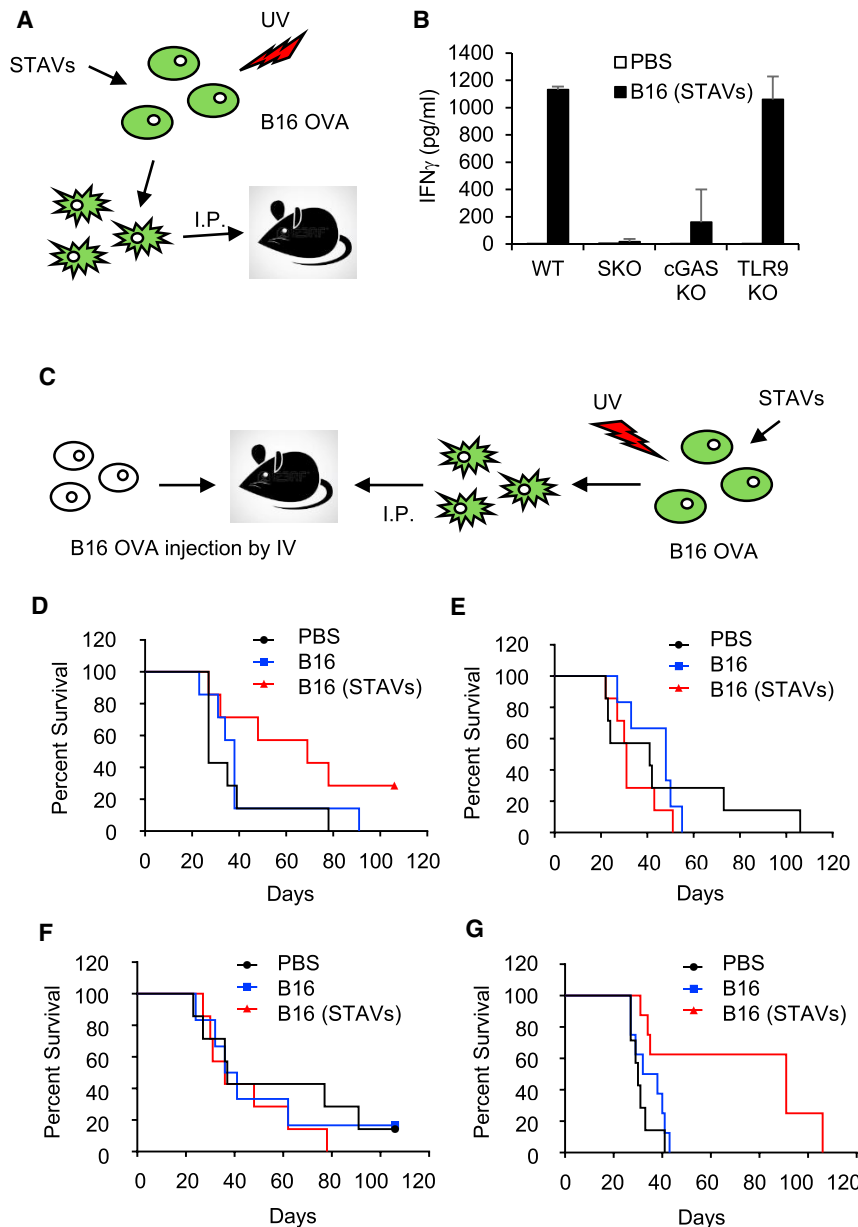 A
UV
STAVs
B16 OVA
I.P.
B
IFNγ (pg/ml)
1400
1200
1000
800
600
400
200
0
PBS
B16 (STAVs)
WT
SKO
cGAS
KO
TLR9
KO
C
UV
STAVs
I.P.
B16 OVA injection by IV
B16 OVA
D
PBS
B16
B16 (STAVs)
Percent Survival
120
100
80
60
40
20
0
0 20 40 60 80 100 120
Days
E
PBS
B16
B16 (STAVs)
Percent Survival
120
100
80
60
40
20
0
0 20 40 60 80 100 120
Days
F
PBS
B16
B16 (STAVs)
Percent Survival
120
100
80
60
40
20
0
0 20 40 60 80 100 120
Days
G
PBS
B16
B16 (STAVs)
Percent Survival
120
100
80
60
40
20
0
0 20 40 60 80 100 120
Days